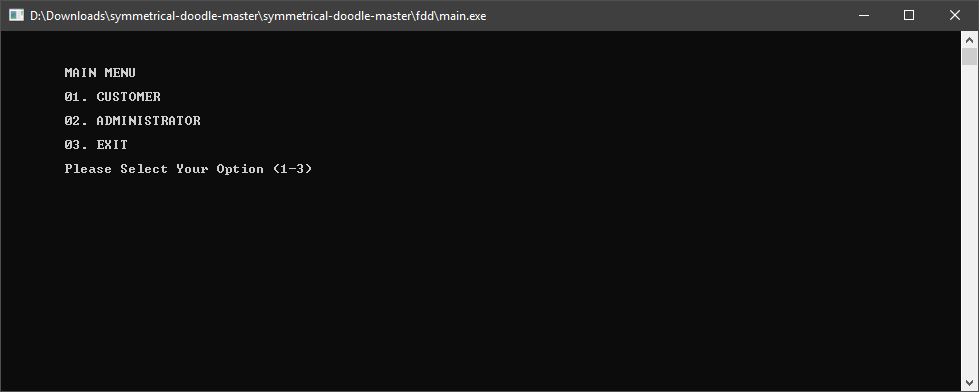 D:\Downloads\symmetrical-doodle-master\symmetrical-doodle-master\fdd\main.exe
MAIN MENU
01. CUSTOMER
02. ADMINISTRATOR
03. EXIT
Please Select Your Option (1-3)